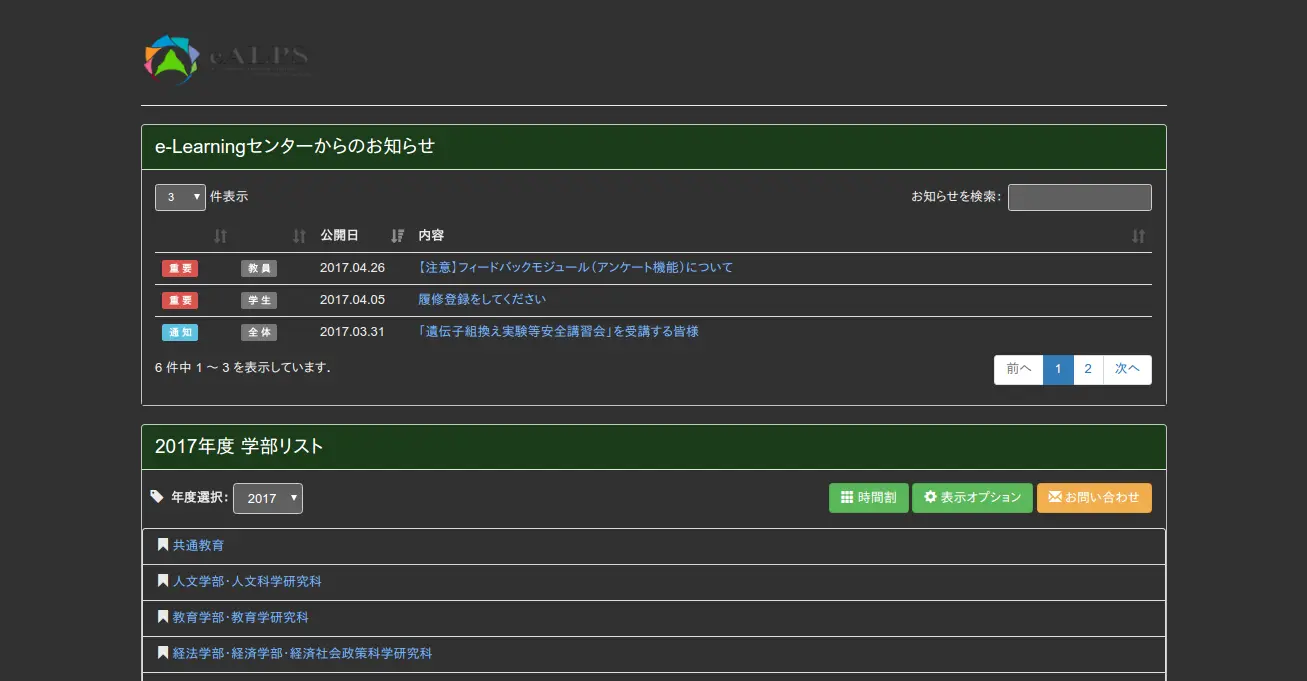 eALPS
e-Learningセンターからのお知らせ
3 件表示 お知らせを検索:
公開日 内容
重要 教員 2017.04.26 【注意】フィードバックモジュール(アンケート機能)について
重要 学生 2017.04.05 履修登録をしてください
通知 全体 2017.03.31 「遺伝子組換え実験等安全講習会」を受講する皆様
6 件中 1 ～ 3 を表示しています. 前へ 1 2 次へ
2017年度 学部リスト
年度選択: 2017 時間割 表示オプション お問い合わせ
共通教育
人文学部･人文科学研究科
教育学部･教育学研究科
経法学部･経済学部･経済社会政策科学研究科